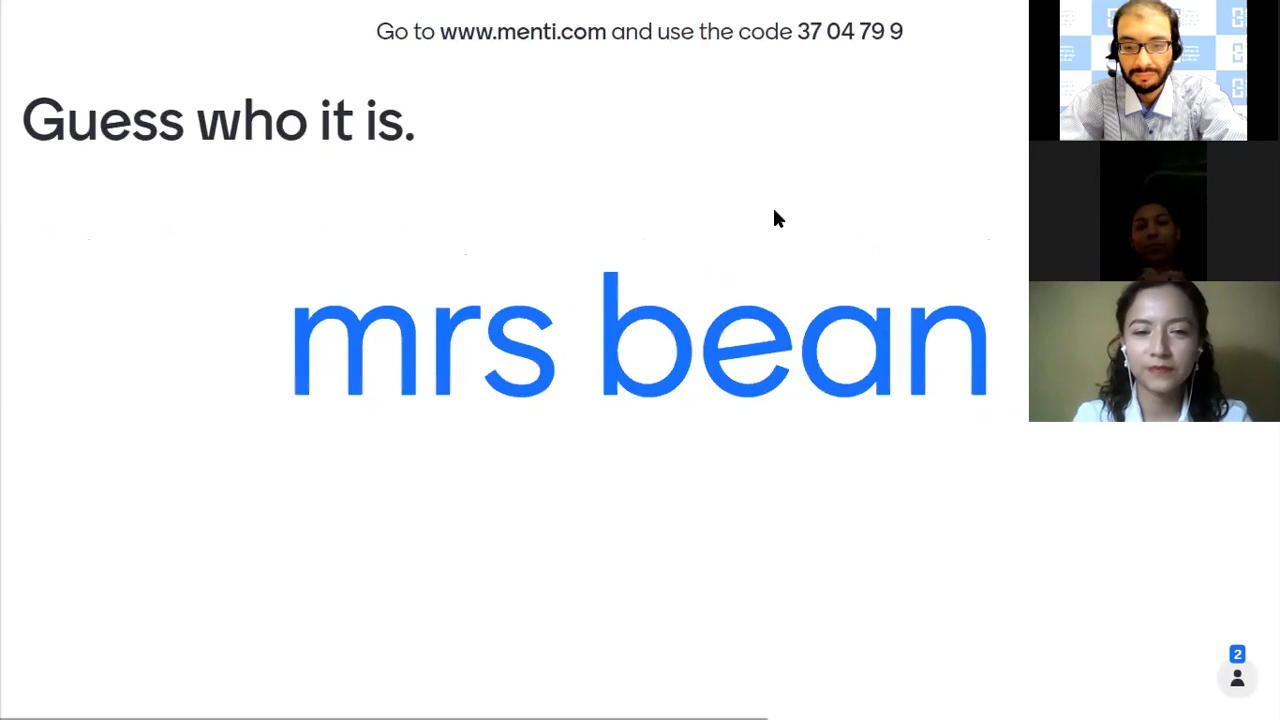 Go to www.menti.com and use the code 37 04 79 9
Guess who it is.
mrs bean
2